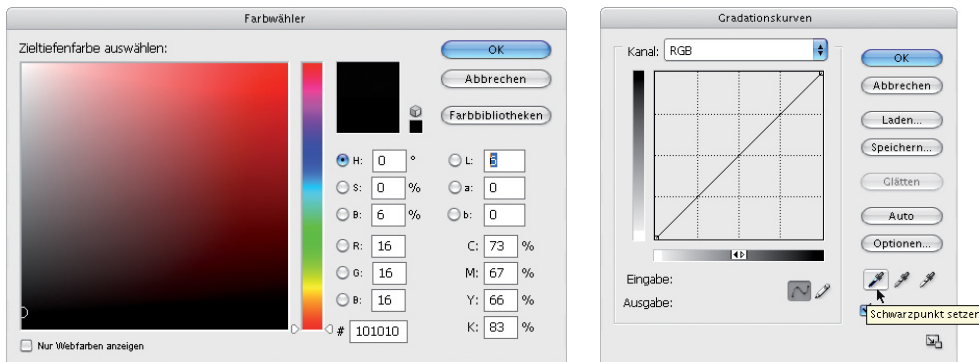 Farbwähler
Zieltiefenfarbe auswählen:
OK
Abbrechen
Farbbibliotheken
H: 0 °
S: 0 %
B: 6 %
R: 16
G: 16
B: 16
# 101010
L: 5
a: 0
b: 0
C: 73 %
M: 67 %
Y: 66 %
K: 83 %
Nur Webfarben anzeigen
Gradationskurven
Kanal: RGB
OK
Abbrechen
Laden...
Speichern...
Glätten
Auto
Optionen...
Eingabe:
Ausgabe:
Schwarzpunkt setzen